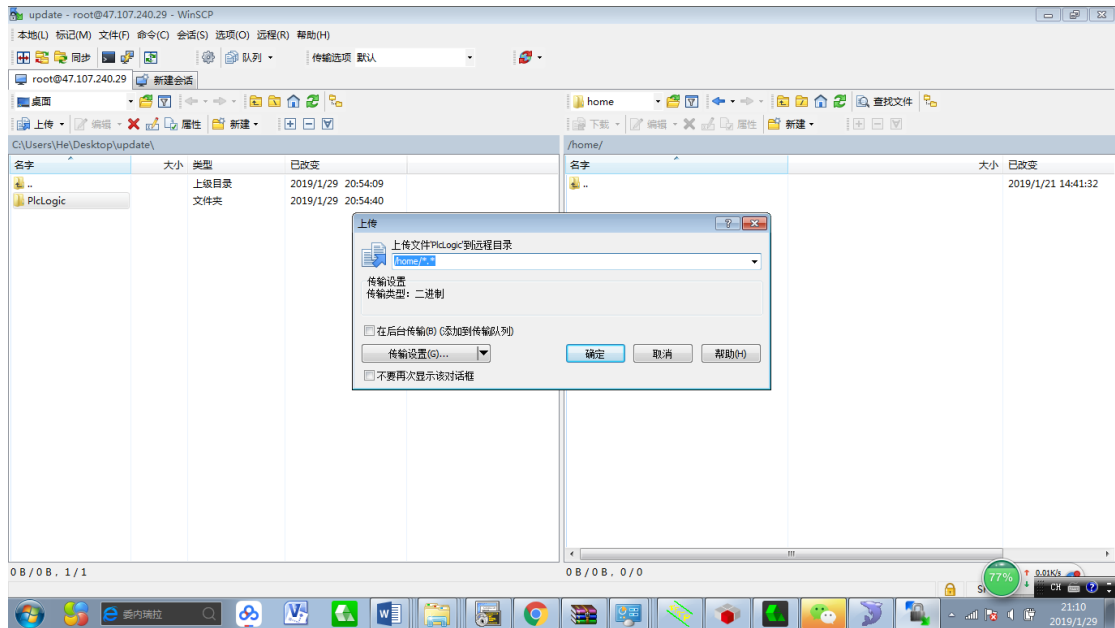 update - root@47.107.240.29 - WinSCP
本地(L) 标记(M) 文件(F) 命令(C) 会话(S) 选项(O) 远程(R) 帮助(H)
同步 队列 传输选项 默认
root@47.107.240.29 新建会话
桌面 home 查找文件
上传 编辑 属性 新建 下载 编辑 属性 新建
C:\Users\He\Desktop\update\ /home/
名字 大小 类型 已改变 名字 大小 已改变
.. 上级目录 2019/1/29 20:54:09 .. 2019/1/21 14:41:32
PlcLogic 文件夹 2019/1/29 20:54:40
上传
上传文件'PlcLogic'到远程目录
/home/*.*
传输设置
传输类型：二进制
在后台传输(B) (添加到传输队列)
传输设置(G)... 确定 取消 帮助(H)
不要再次显示该对话框
0 B / 0 B, 1 / 1 0 B / 0 B, 0 / 0
77% 0.01K/s
CH
委内瑞拉 21:10
2019/1/29